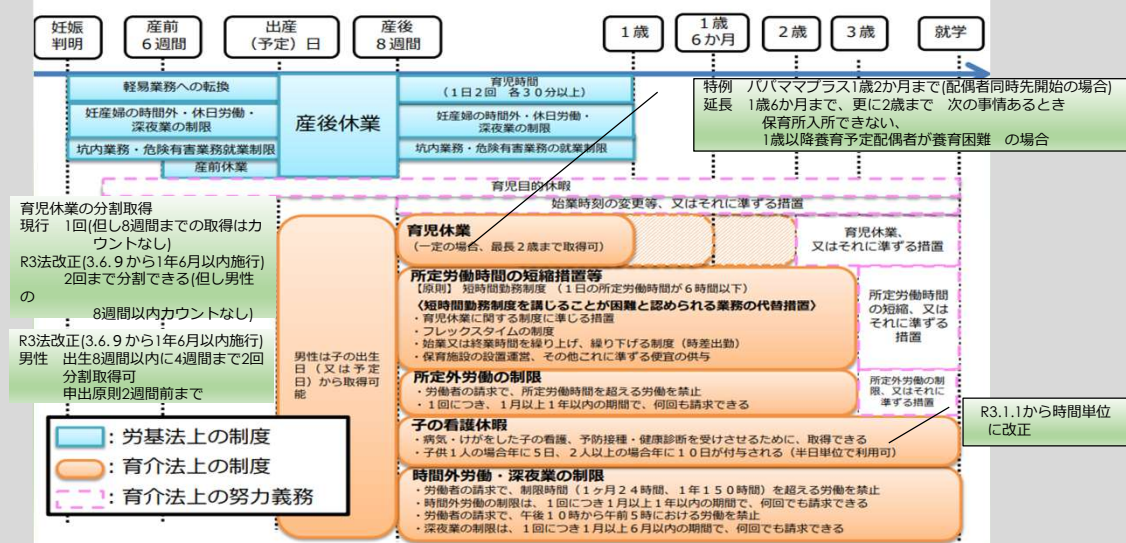 妊娠
判明
産前
6週間
出産
(予定)日
産後
8週間
1歳
1歳
6か月
2歳
3歳
就学
軽易業務への転換
妊産婦の時間外・休日労働・
深夜業の制限
坑内業務・危険有害業務就業制限
産前休業
産後休業
育児時間
(1日2回 各30分以上)
妊産婦の時間外・休日労働・
深夜業の制限
坑内業務・危険有害業務の就業制限
特例 パパママプラス1歳2か月まで(配偶者同時先開始の場合)
延長 1歳6か月まで、更に2歳まで 次の事情あるとき
保育所入所できない、
1歳以降養育予定配偶者が養育困難 の場合
育児目的休暇
始業時刻の変更等、又はそれに準ずる措置
育児休業の分割取得
現行 1回(但し8週間までの取得はカ
ウントなし)
R3法改正(3.6.9から1年6月以内施行)
2回まで分割できる(但し男性
の
8週間以内カウントなし)
R3法改正(3.6.9から1年6月以内施行)
男性 出生8週間以内に4週間まで2回
分割取得可
申出原則2週間前まで
男性は子の出生
日(又は予定
日)から取得可
能
育児休業
(一定の場合、最長2歳まで取得可)
育児休業、
又はそれに準ずる措置
所定労働時間の短縮措置等
【原則】 短時間勤務制度 (1日の所定労働時間が6時間以下)
〈短時間勤務制度を講じることが困難と認められる業務の代替措置〉
・育児休業に関する制度に準じる措置
・フレックスタイムの制度
・始業又は終業時間を繰り上げ、繰り下げる制度(時差出勤)
・保育施設の設置運営、その他これに準ずる便宜の供与
所定労働時間
の短縮、又は
それに準ずる
措置
所定外労働の制限
・労働者の請求で、所定労働時間を超える労働を禁止
・1回につき、1月以上1年以内の期間で、何回も請求できる
所定外労働の制
限、又はそれに
準ずる措置
子の看護休暇
・病気・けがをした子の看護、予防接種・健康診断を受けさせるために、取得できる
・子供1人の場合年に5日、2人以上の場合年に10日が付与される(半日単位で利用可)
R3.1.1から時間単位
に改正
時間外労働・深夜業の制限
・労働者の請求で、制限時間(1ヶ月24時間、1年150時間)を超える労働を禁止
・時間外労働の制限は、1回につき1月以上1年以内の期間で、何回でも請求できる
・労働者の請求で、午後10時から午前5時における労働を禁止
・深夜業の制限は、1回につき1月以上6月以内の期間で、何回でも請求できる
:労基法上の制度
:育介法上の制度
:育介法上の努力義務